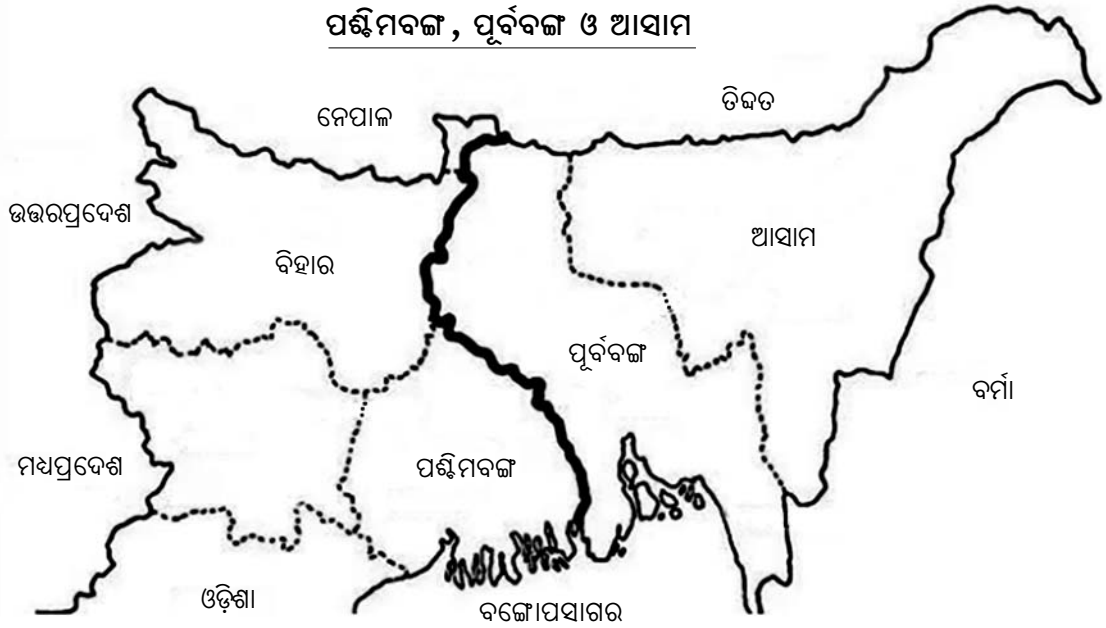 ପଶ୍ଚିମବଙ୍ଗ, ପୂର୍ବବଙ୍ଗ ଓ ଆସାମ
ନେପାଳ
ତିବ୍ବତ
ଉତ୍ତରପ୍ରଦେଶ
ଆସାମ
ବିହାର
ପୂର୍ବବଙ୍ଗ
ବର୍ମା
ମଧ୍ୟପ୍ରଦେଶ
ପଶ୍ଚିମବଙ୍ଗ
ଓଡ଼ିଶା
ବଙ୍ଗୋପସାଗର